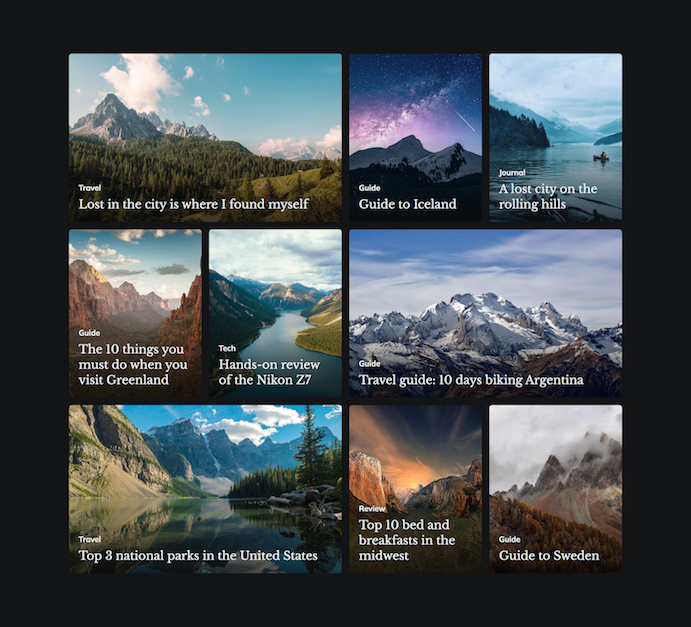 Travel
Lost in the city is where I found myself
Guide
Guide to Iceland
Journal
A lost city on the
rolling hills
Guide
The 10 things you
must do when you
visit Greenland
Tech
Hands-on review
of the Nikon Z7
Guide
Travel guide: 10 days biking Argentina
Travel
Top 3 national parks in the United States
Review
Top 10 bed and
breakfasts in the
midwest
Guide
Guide to Sweden